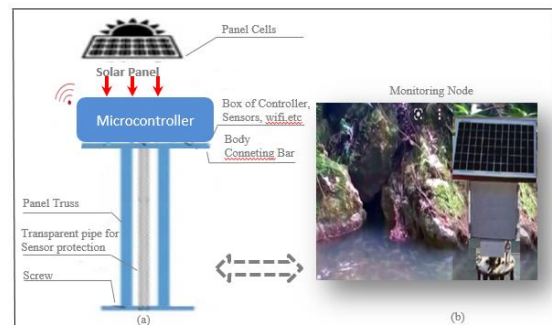 Panel Cells
Solar Panel
Microcontroller
Box of Controller,
Sensors, wifi.etc
Body
Conneting Bar
Panel Truss
Transparent pipe for
Sensor protection
Screw
(a)
Monitoring Node
(b)